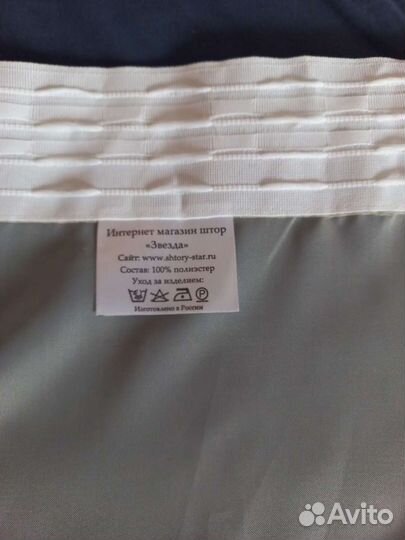 Интернет магазин штор
«Звезда»
Сайт: www.shtory-star.ru
Состав: 100% полиэстер
Уход за изделием:
P
Изготовлено в России
Avito